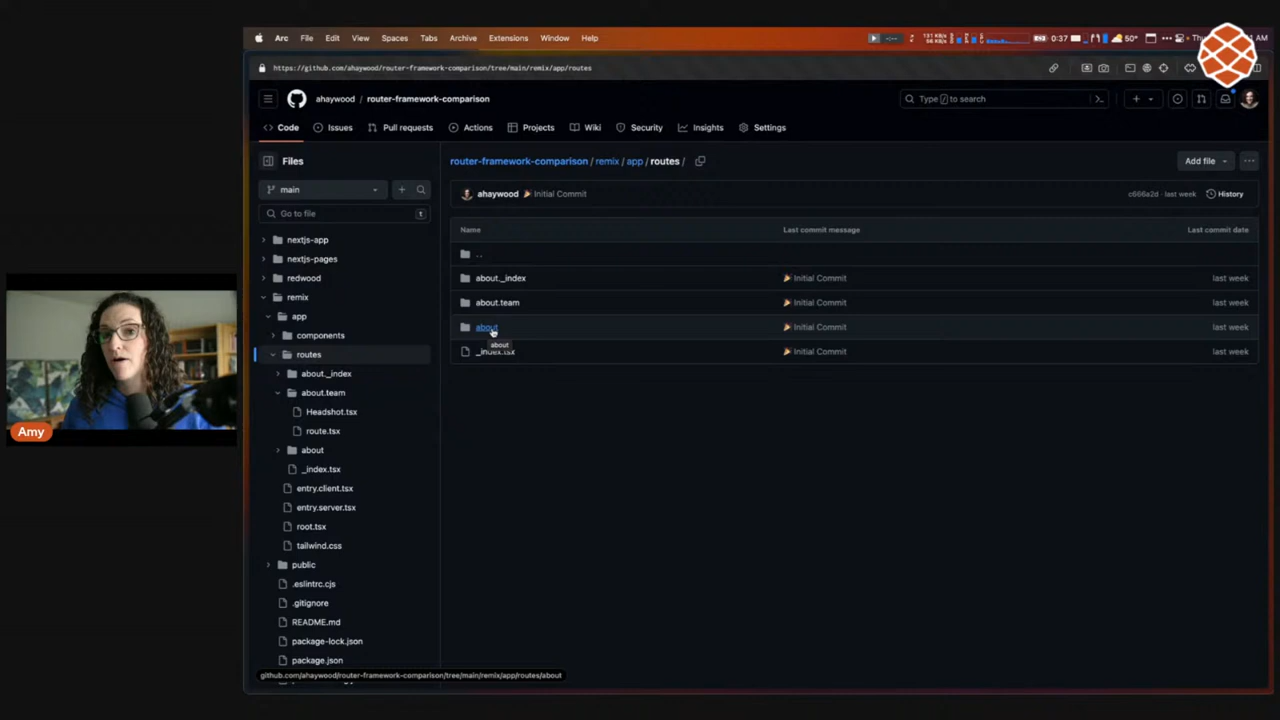 Arc File Edit View Spaces Tabs Archive Extensions Window Help
131 KB/s
0:37
50°
https://github.com/ahaywood/router-framework-comparison/tree/main/remix/app/routes
ahaywood / router-framework-comparison
Type / to search
Code Issues Pull requests Actions Projects Wiki Security Insights Settings
Files
main
Go to file
t
nextjs-app
nextjs-pages
redwood
remix
app
components
routes
about._index
about.team
Headshot.tsx
route.tsx
about
_index.tsx
entry.client.tsx
entry.server.tsx
root.tsx
tailwind.css
public
.eslintrc.cjs
.gitignore
README.md
package-lock.json
package.json
router-framework-comparison / remix / app / routes /
Add file
ahaywood Initial Commit
c666a2d · last week
History
Name Last commit message Last commit date
..
about._index Initial Commit last week
about.team Initial Commit last week
about Initial Commit last week
about
_index.tsx Initial Commit last week
github.com/ahaywood/router-framework-comparison/tree/main/remix/app/routes/about
Amy